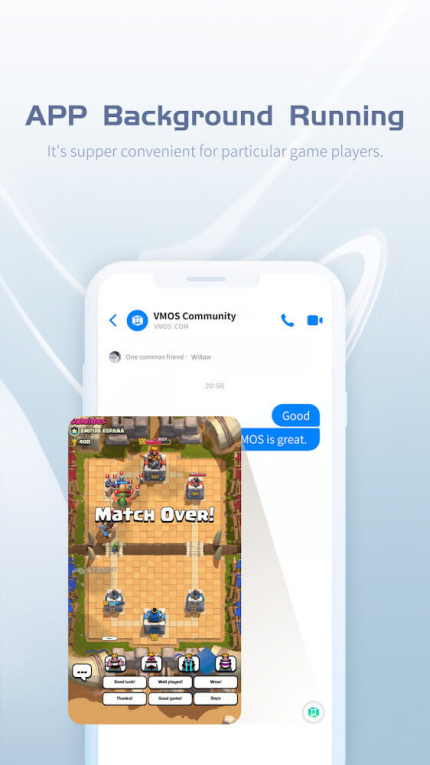 APP Background Running
It's supper convenient for particular game players.
VMOS Community
VMOS.COM
One common friend: Willow
20:56
Good
MOS is great.
EMPIRE ESPAÑA
408
Match Over!
Good luck!
Well played!
Wow!
Thanks!
Good game!
Oops